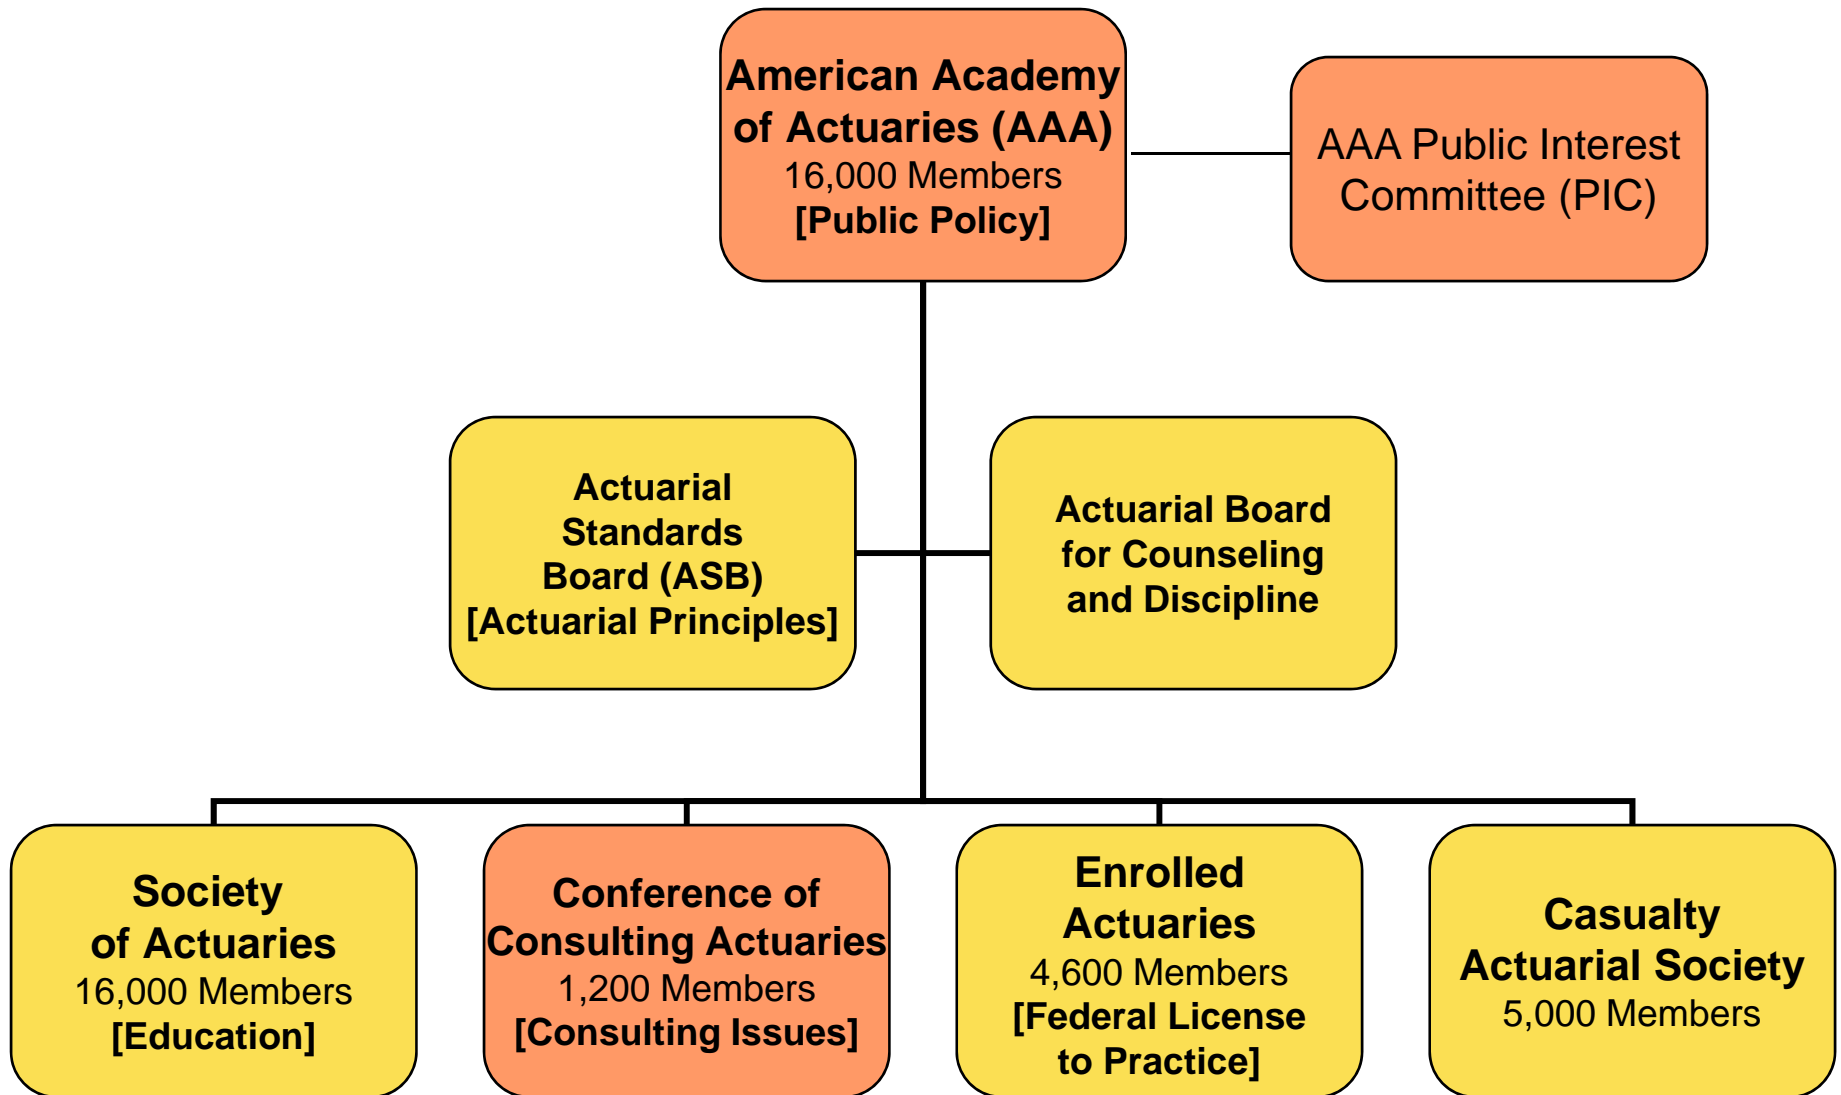 American Academy
of Actuaries (AAA)
16,000 Members
[Public Policy]
AAA Public Interest
Committee (PIC)
Actuarial
Standards
Board (ASB)
[Actuarial Principles]
Actuarial Board
for Counseling
and Discipline
Society
of Actuaries
16,000 Members
[Education]
Conference of
Consulting Actuaries
1,200 Members
[Consulting Issues]
Enrolled
Actuaries
4,600 Members
[Federal License
to Practice]
Casualty
Actuarial Society
5,000 Members